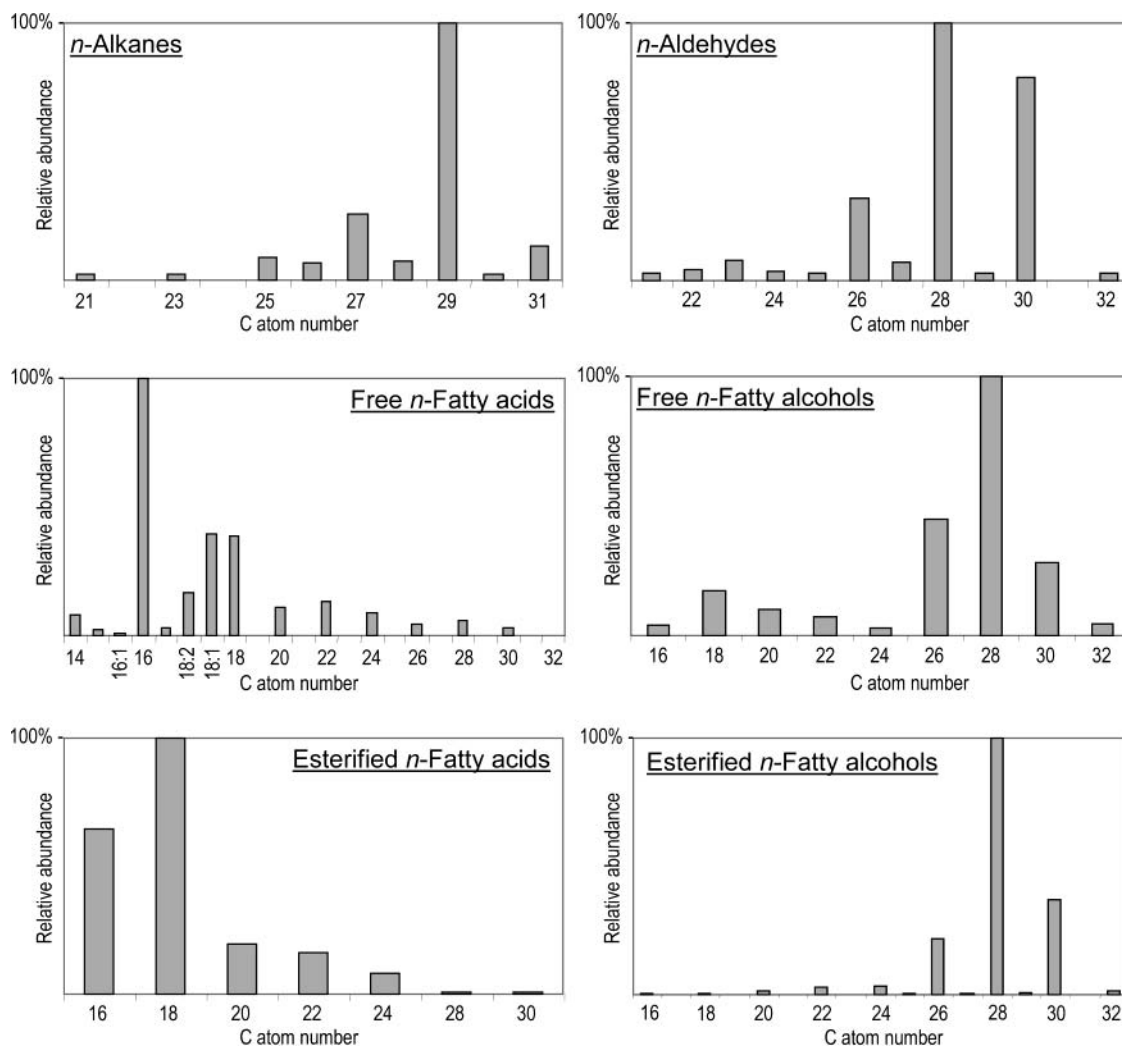 100%
n-Alkanes
Relative abundance
21 23 25 27 29 31
C atom number
100%
n-Aldehydes
Relative abundance
22 24 26 28 30 32
C atom number
100%
Free n-Fatty acids
Relative abundance
14 16:1 16 18:2 18:1 18 20 22 24 26 28 30 32
C atom number
100%
Free n-Fatty alcohols
Relative abundance
16 18 20 22 24 26 28 30 32
C atom number
100%
Esterified n-Fatty acids
Relative abundance
16 18 20 22 24 28 30
C atom number
100%
Esterified n-Fatty alcohols
Relative abundance
16 18 20 22 24 26 28 30 32
C atom number